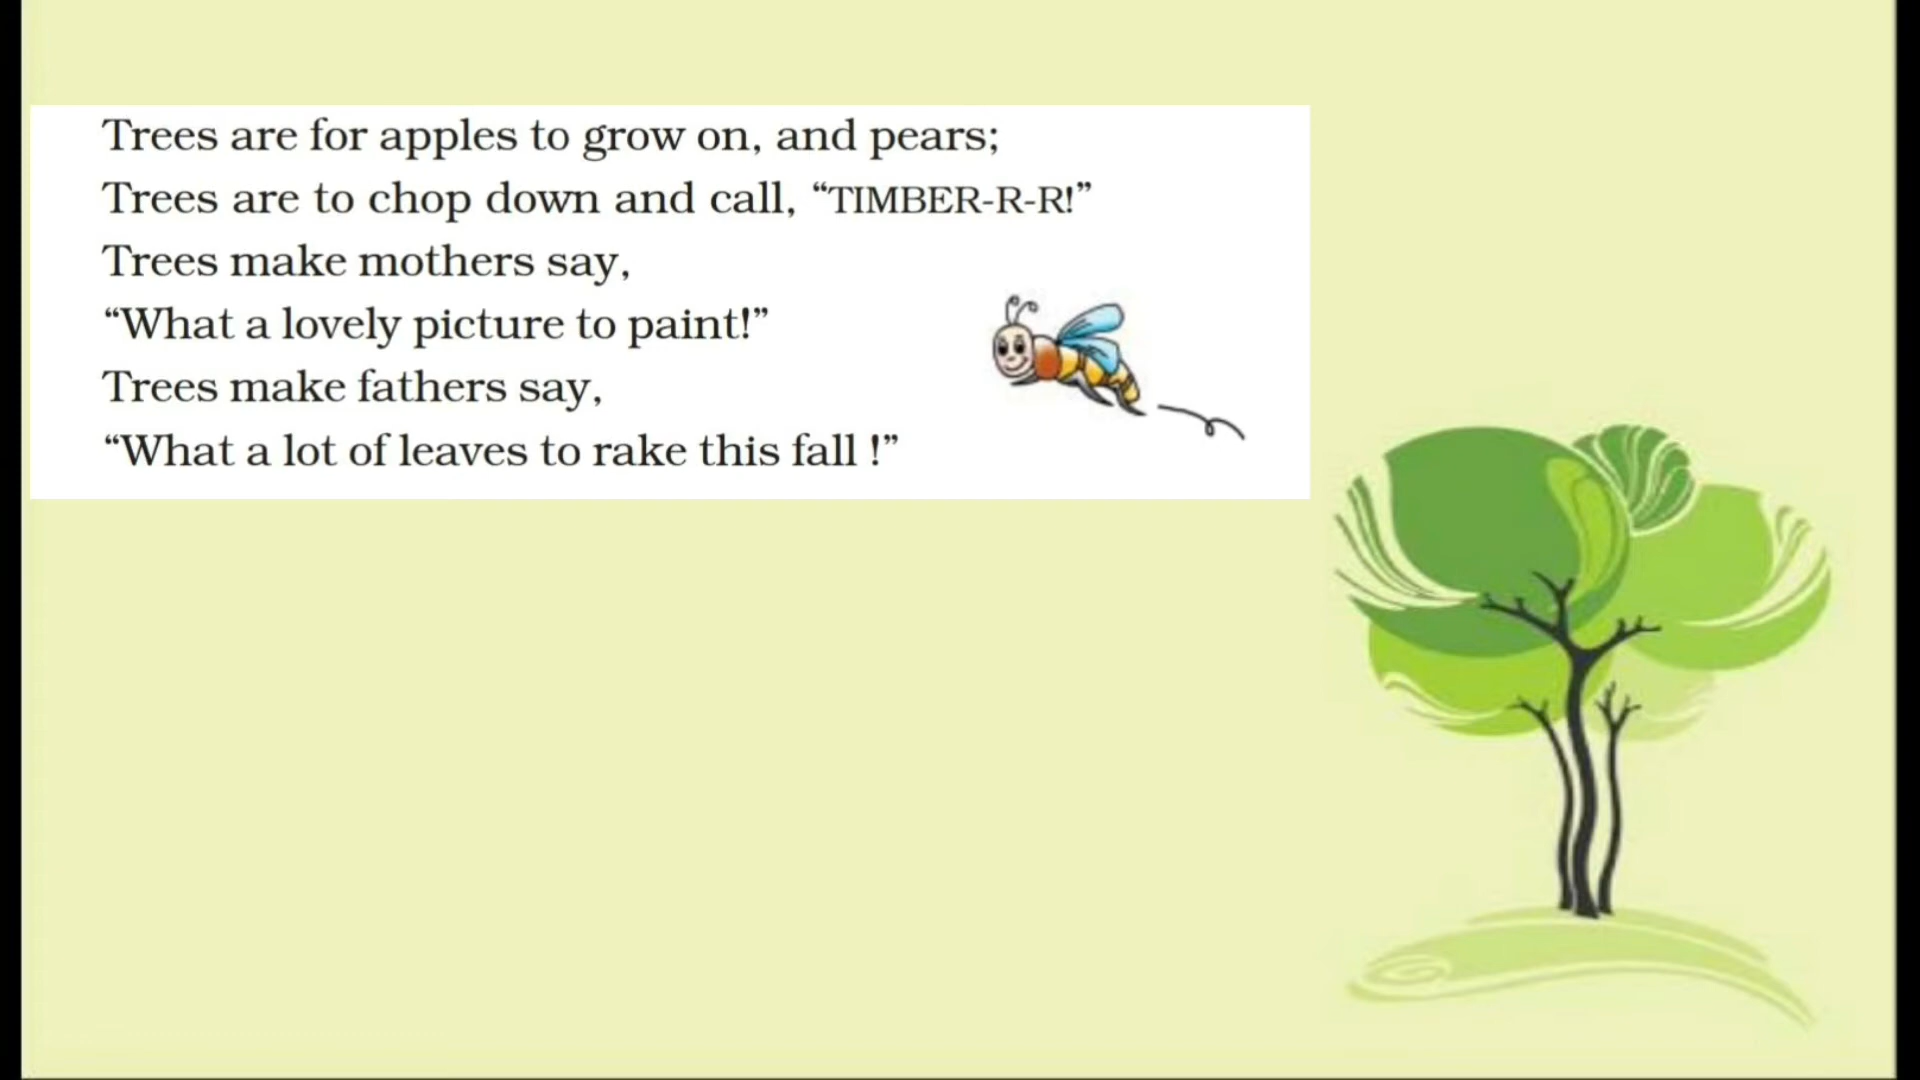 Trees are for apples to grow on, and pears;
Trees are to chop down and call, “TIMBER-R-R!”
Trees make mothers say,
“What a lovely picture to paint!”
Trees make fathers say,
“What a lot of leaves to rake this fall !”